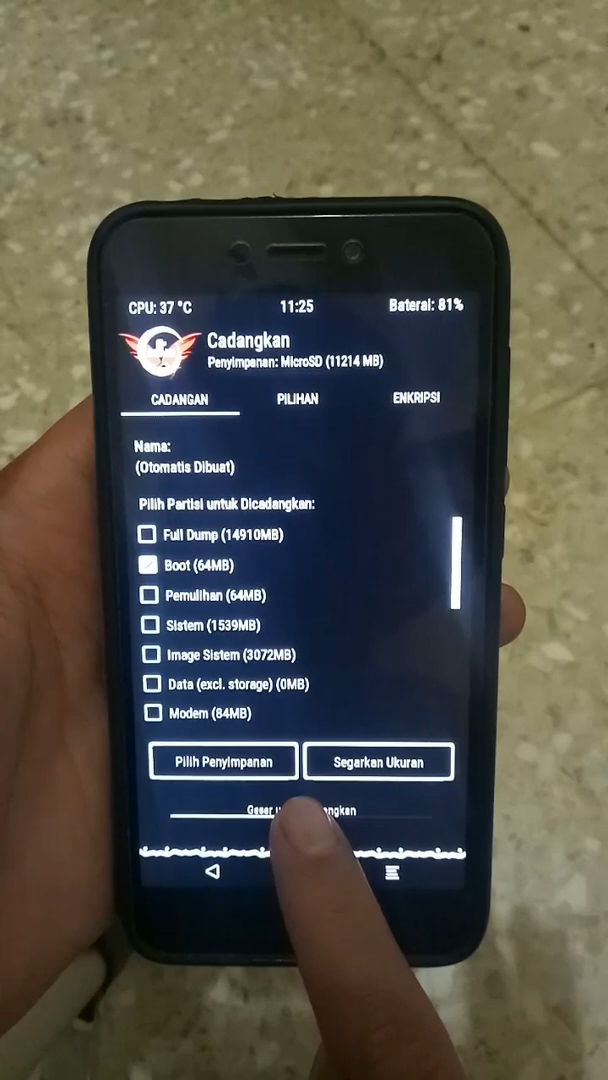 CPU: 37 °C 11:25 Baterai: 81%
Cadangkan
Penyimpanan: MicroSD (11214 MB)
CADANGAN PILIHAN ENKRIPSI
Nama:
(Otomatis Dibuat)
Pilih Partisi untuk Dicadangkan:
Full Dump (14910MB)
Boot (64MB)
Pemulihan (64MB)
Sistem (1539MB)
Image Sistem (3072MB)
Data (excl. storage) (0MB)
Modem (84MB)
Pilih Penyimpanan Segarkan Ukuran
Geser